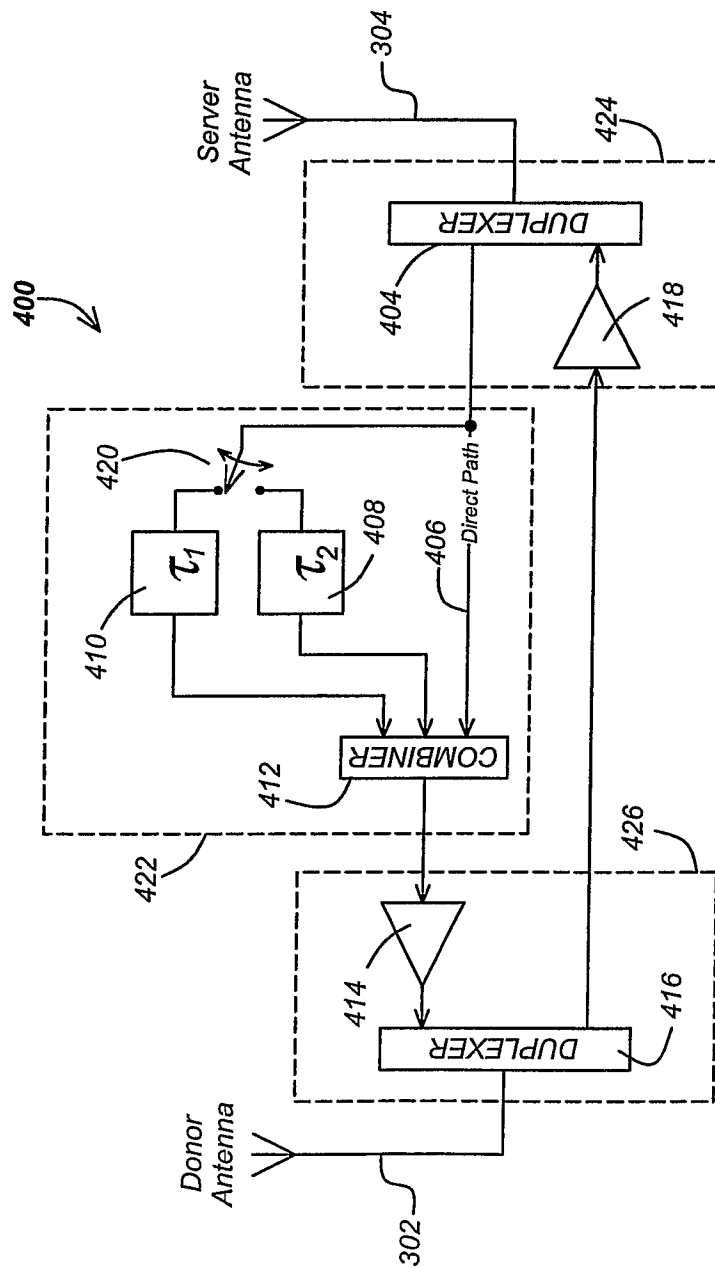 400
Server
Antenna
304
424
DUPLEXER
404
418
420
τ1
410
τ2
408
Direct Path
406
COMBINER
412
422
426
414
DUPLEXER
416
Donor
Antenna
302